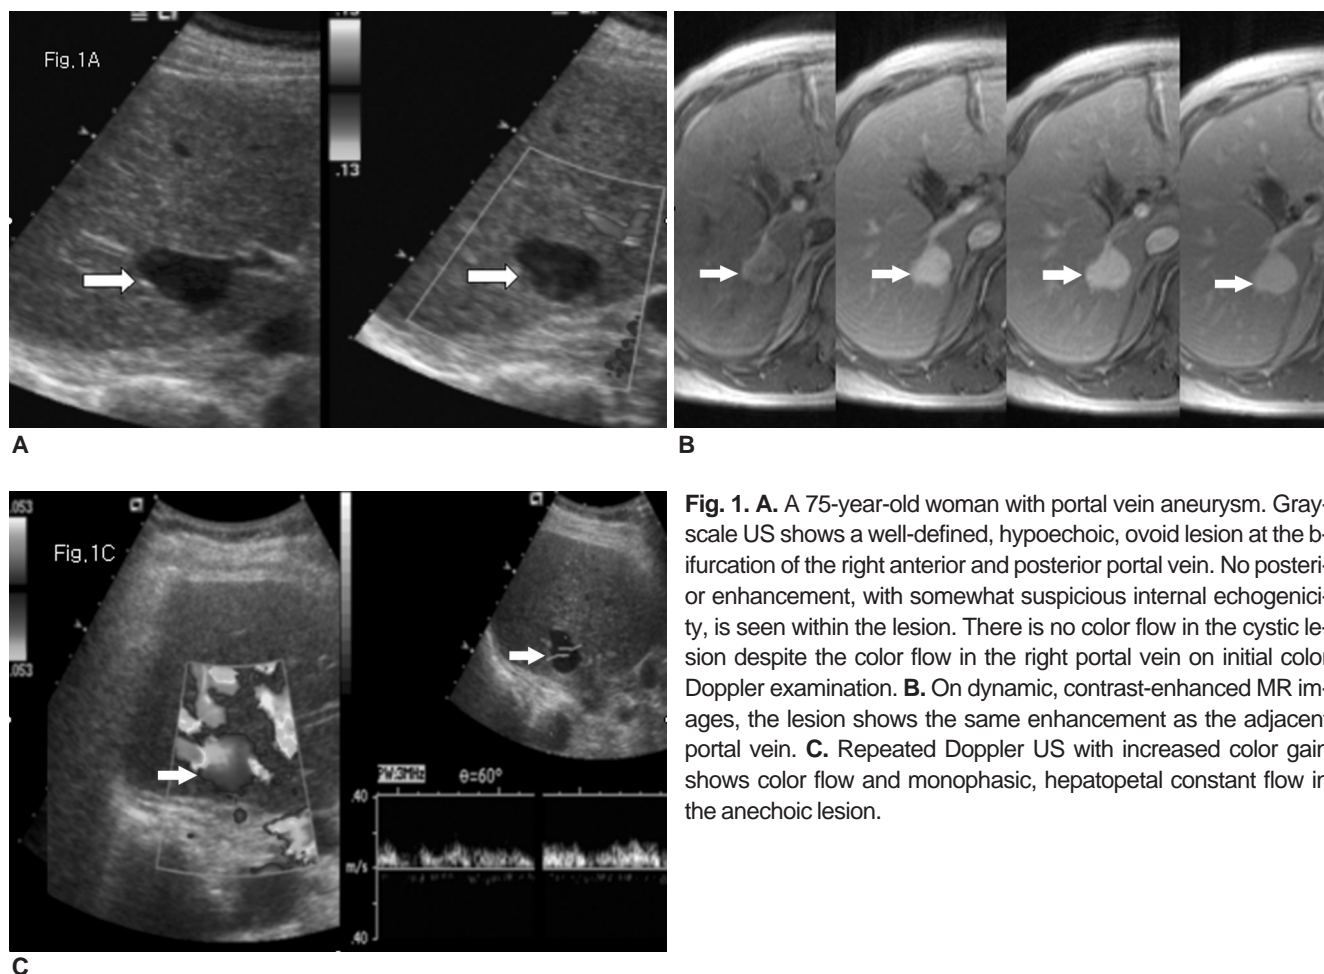 .13
Fig.1A
.13
A
B
.053
Fig.1C
.053
PW:3MHz θ=60°
.40
m/s
.40
C
Fig. 1. A. A 75-year-old woman with portal vein aneurysm. Gray-
scale US shows a well-defined, hypoechoic, ovoid lesion at the b-
ifurcation of the right anterior and posterior portal vein. No posteri-
or enhancement, with somewhat suspicious internal echogenici-
ty, is seen within the lesion. There is no color flow in the cystic le-
sion despite the color flow in the right portal vein on initial color
Doppler examination. B. On dynamic, contrast-enhanced MR im-
ages, the lesion shows the same enhancement as the adjacent
portal vein. C. Repeated Doppler US with increased color gain
shows color flow and monophasic, hepatopetal constant flow in
the anechoic lesion.